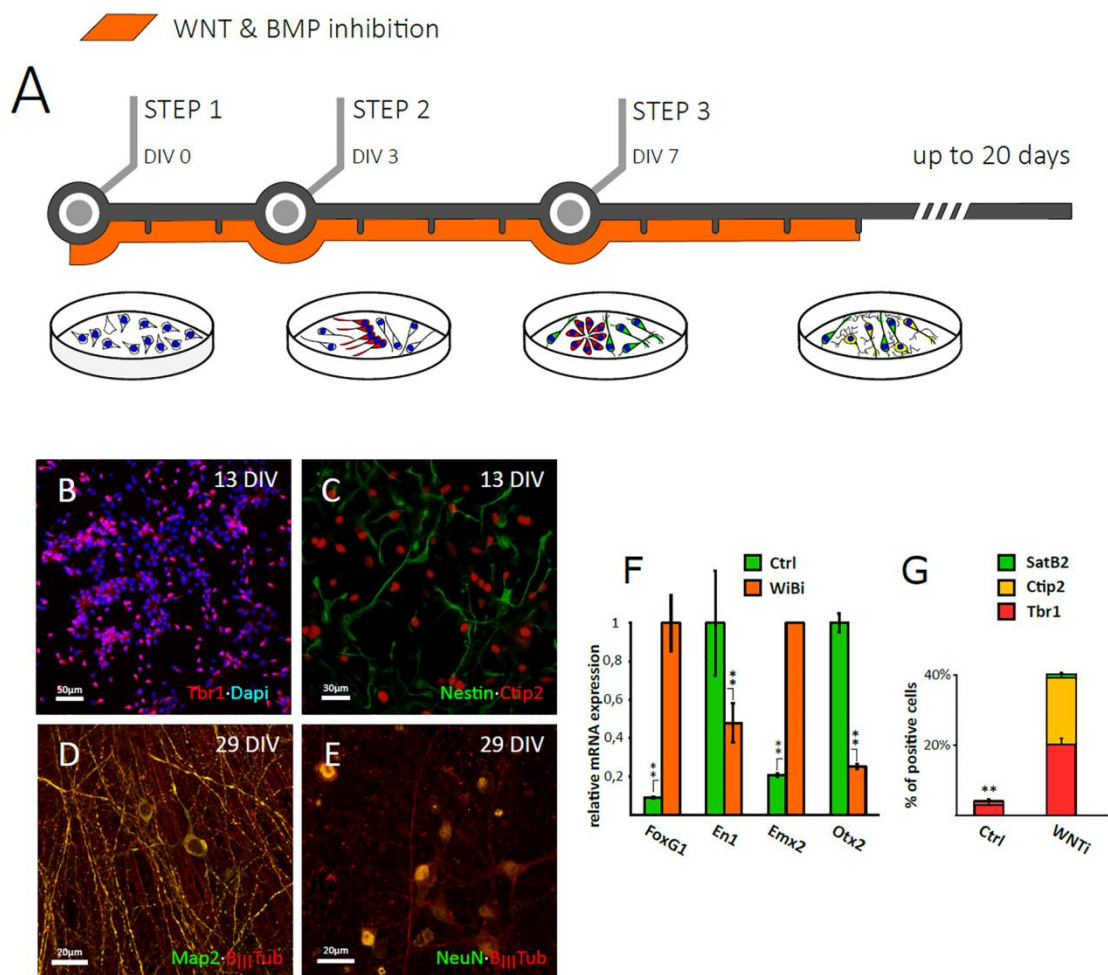 WNT & BMP inhibition
A
STEP 1
DIV 0
STEP 2
DIV 3
STEP 3
DIV 7
up to 20 days
B
13 DIV
50µm
Tbr1·Dapi
C
13 DIV
30µm
Nestin·Ctip2
D
29 DIV
20µm
Map2·BIIITub
E
29 DIV
20µm
NeuN·BIIITub
F
Ctrl
WiBi
relative mRNA expression
1
0,8
0,6
0,4
0,2
**
**
**
**
FoxG1
En1
Emx2
Otx2
G
SatB2
Ctip2
Tbr1
% of positive cells
40%
20%
**
Ctrl
WNTi